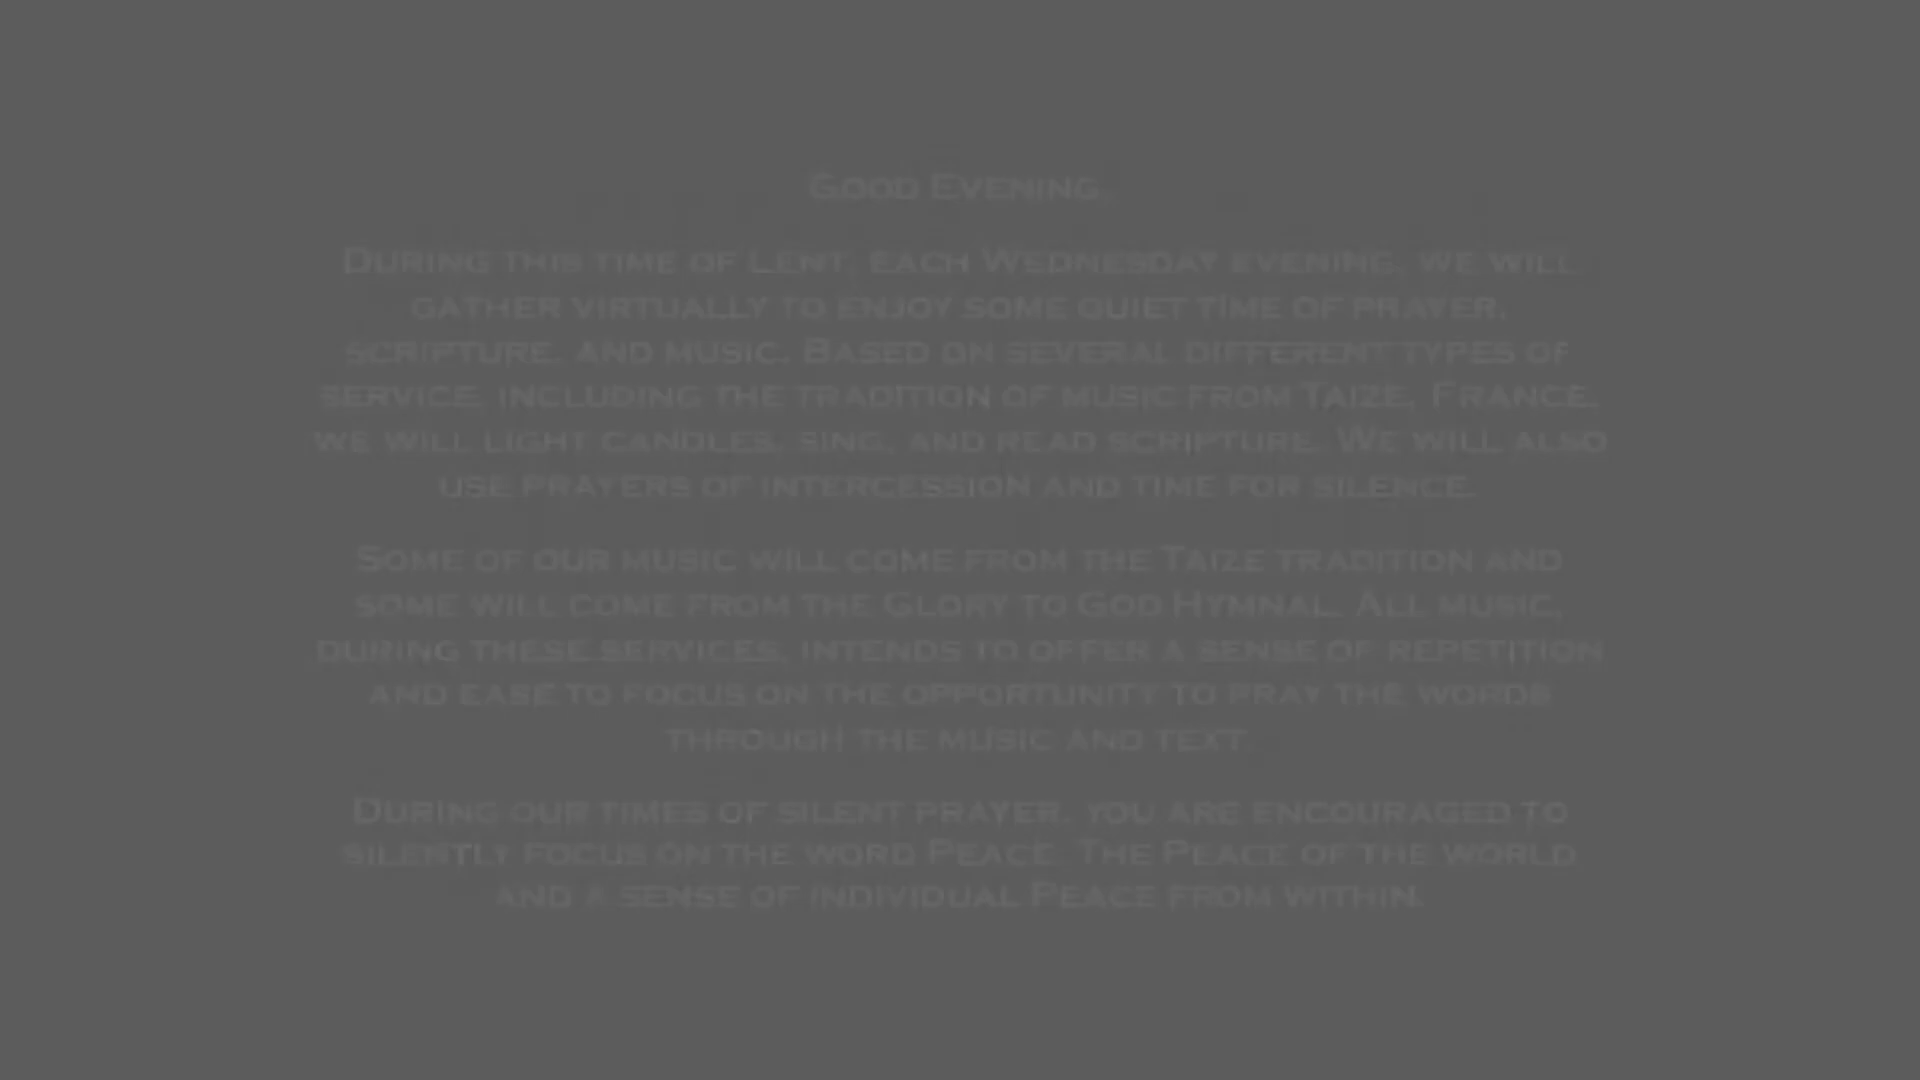 Good Evening.
During this time of Lent, each Wednesday evening, we will
gather virtually to enjoy some quiet time of prayer,
scripture, and music. Based on several different types of
service, including the tradition of music from Taize, France,
we will light candles, sing, and read scripture. We will also
use prayers of intercession and time for silence.
Some of our music will come from the Taize tradition and
some will come from the Glory to God Hymnal. All music,
during these services, intends to offer a sense of repetition
and ease to focus on the opportunity to pray the words
through the music and text.
During our times of silent prayer, you are encouraged to
silently focus on the word Peace. The Peace of the world
and a sense of individual Peace from within.